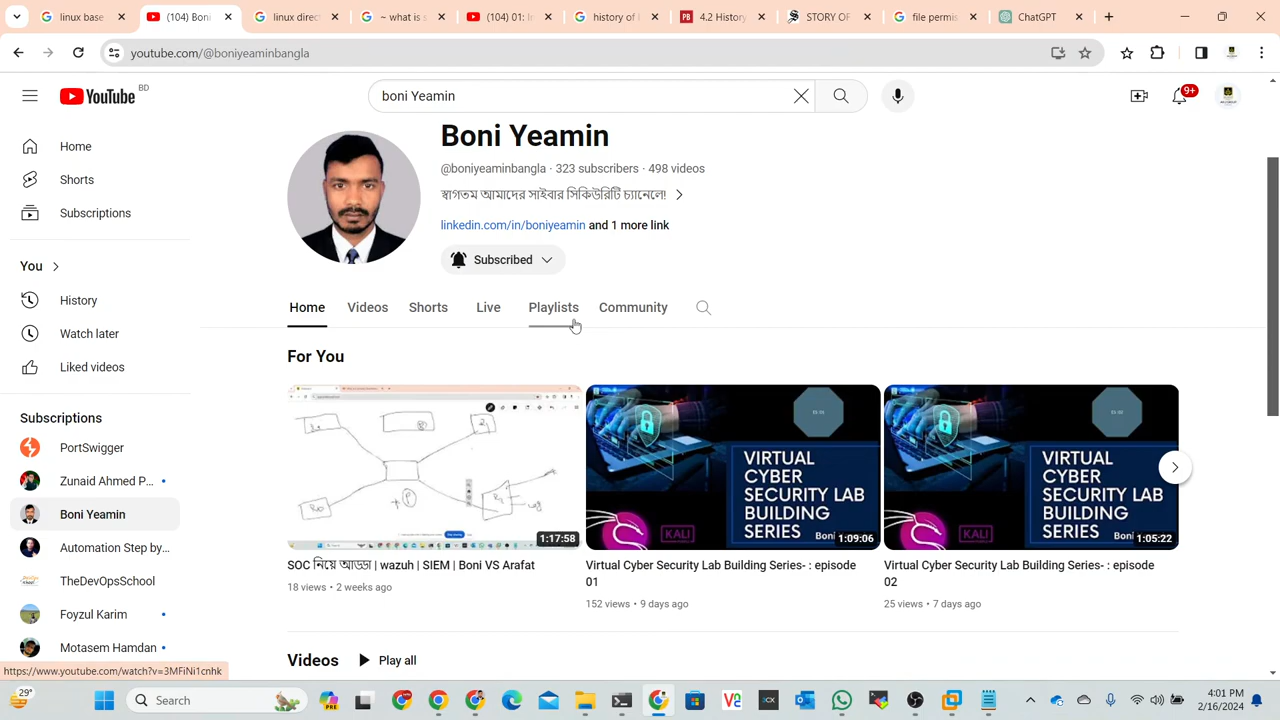 linux base
(104) Boni
linux direc
~ what is s
(104) 01: In
history of l
4.2 History
STORY OF
file permis
ChatGPT
youtube.com/@boniyeaminbangla
YouTube BD
boni Yeamin
9+
Boni Yeamin
@boniyeaminbangla · 323 subscribers · 498 videos
স্বাগতম আমাদের সাইবার সিকিউরিটি চ্যানেলে!
linkedin.com/in/boniyeamin and 1 more link
Subscribed
Home
Shorts
Subscriptions
You
History
Watch later
Liked videos
Subscriptions
PortSwigger
Zunaid Ahmed P...
Boni Yeamin
Automation Step by...
TheDevOpsSchool
Foyzul Karim
Motasem Hamdan
Home Videos Shorts Live Playlists Community
For You
1:17:58
SOC নিয়ে আড্ডা | wazuh | SIEM | Boni VS Arafat
18 views • 2 weeks ago
VIRTUAL
CYBER
SECURITY LAB
BUILDING
SERIES
KALI
Boni
1:09:06
Virtual Cyber Security Lab Building Series- : episode
01
152 views • 9 days ago
VIRTUAL
CYBER
SECURITY LAB
BUILDING
SERIES
KALI
Bon
1:05:22
Virtual Cyber Security Lab Building Series- : episode
02
25 views • 7 days ago
Videos Play all
https://www.youtube.com/watch?v=3MFiNi1cnhk
29°
Search
4:01 PM
2/16/2024